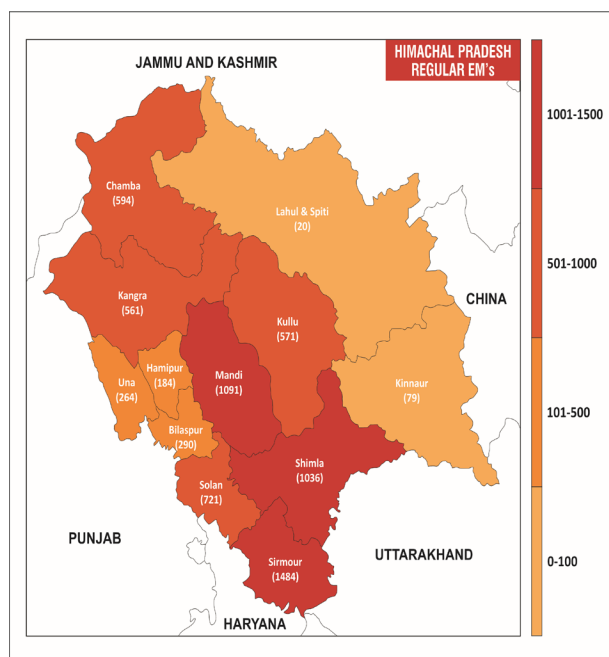 HIMACHAL PRADESH
REGULAR EM's
JAMMU AND KASHMIR
1001-1500
Chamba
(594)
Lahul & Spiti
(20)
501-1000
Kangra
(561)
Kullu
(571)
CHINA
Mandi
(1091)
Hamipur
(184)
Una
(264)
Kinnaur
(79)
101-500
Bilaspur
(290)
Shimla
(1036)
Solan
(721)
PUNJAB
UTTARAKHAND
0-100
Sirmour
(1484)
HARYANA